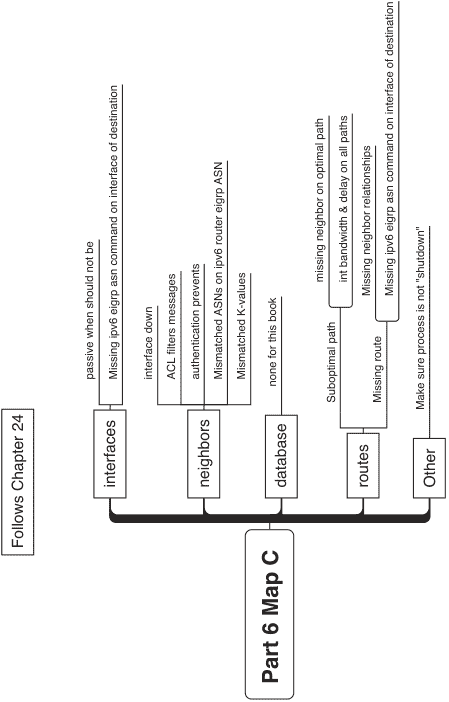 Follows Chapter 24
Part 6 Map C
interfaces
passive when should not be
Missing ipv6 eigrp asn command on interface of destination
neighbors
interface down
ACL filters messages
authentication prevents
Mismatched ASNs on ipv6 router eigrp ASN
Mismatched K-values
database
none for this book
routes
Suboptimal path
missing neighbor on optimal path
int bandwidth & delay on all paths
Missing route
Missing neighbor relationships
Missing ipv6 eigrp asn command on interface of destination
Other
Make sure process is not "shutdown"